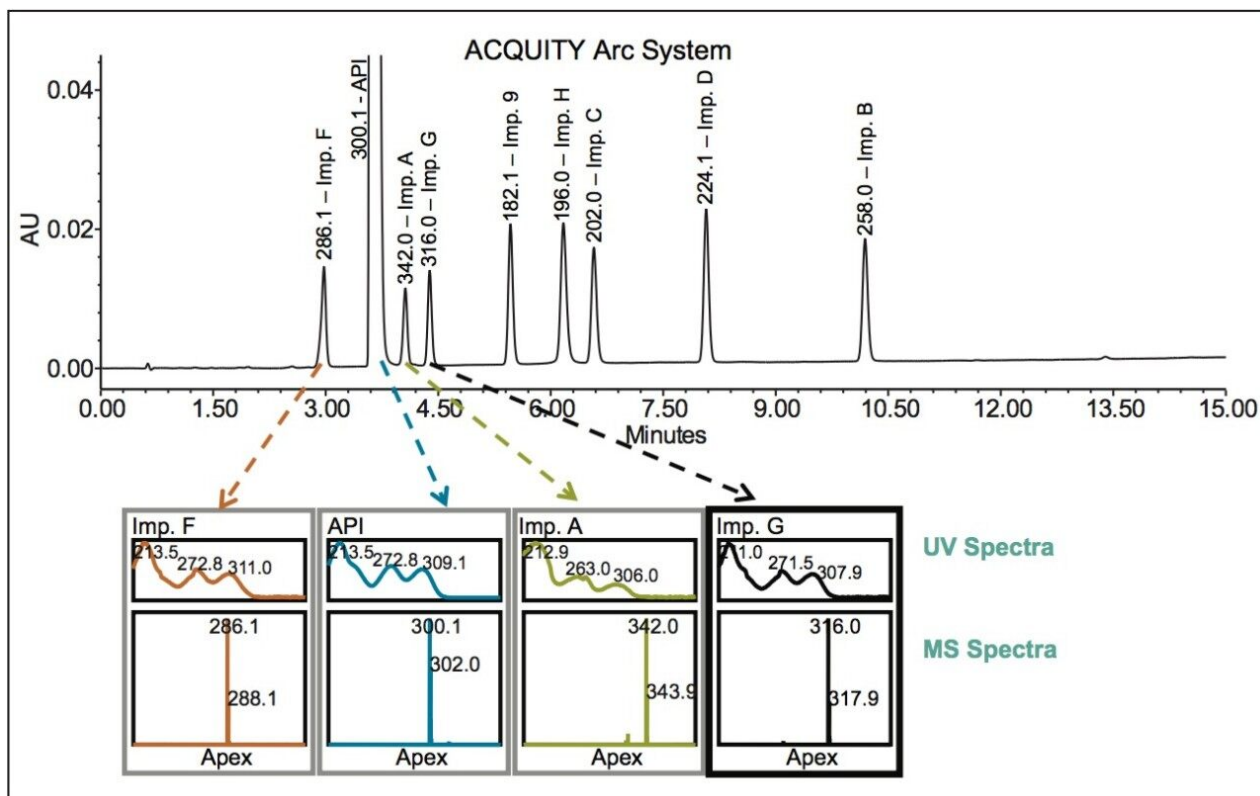 ACQUITY Arc System
AU
0.04
0.02
0.00
286.1 – Imp. F
300.1 - API
342.0 – Imp. A
316.0 – Imp. G
182.1 – Imp. 9
196.0 – Imp. H
202.0 – Imp. C
224.1 – Imp. D
258.0 – Imp. B
0.00 1.50 3.00 4.50 6.00 7.50 9.00 10.50 12.00 13.50 15.00
Minutes
Imp. F
213.5
272.8
311.0
286.1
288.1
Apex
API
213.5
272.8
309.1
300.1
302.0
Apex
Imp. A
212.9
263.0
306.0
342.0
343.9
Apex
Imp. G
271.5
307.9
316.0
317.9
Apex
UV Spectra
MS Spectra